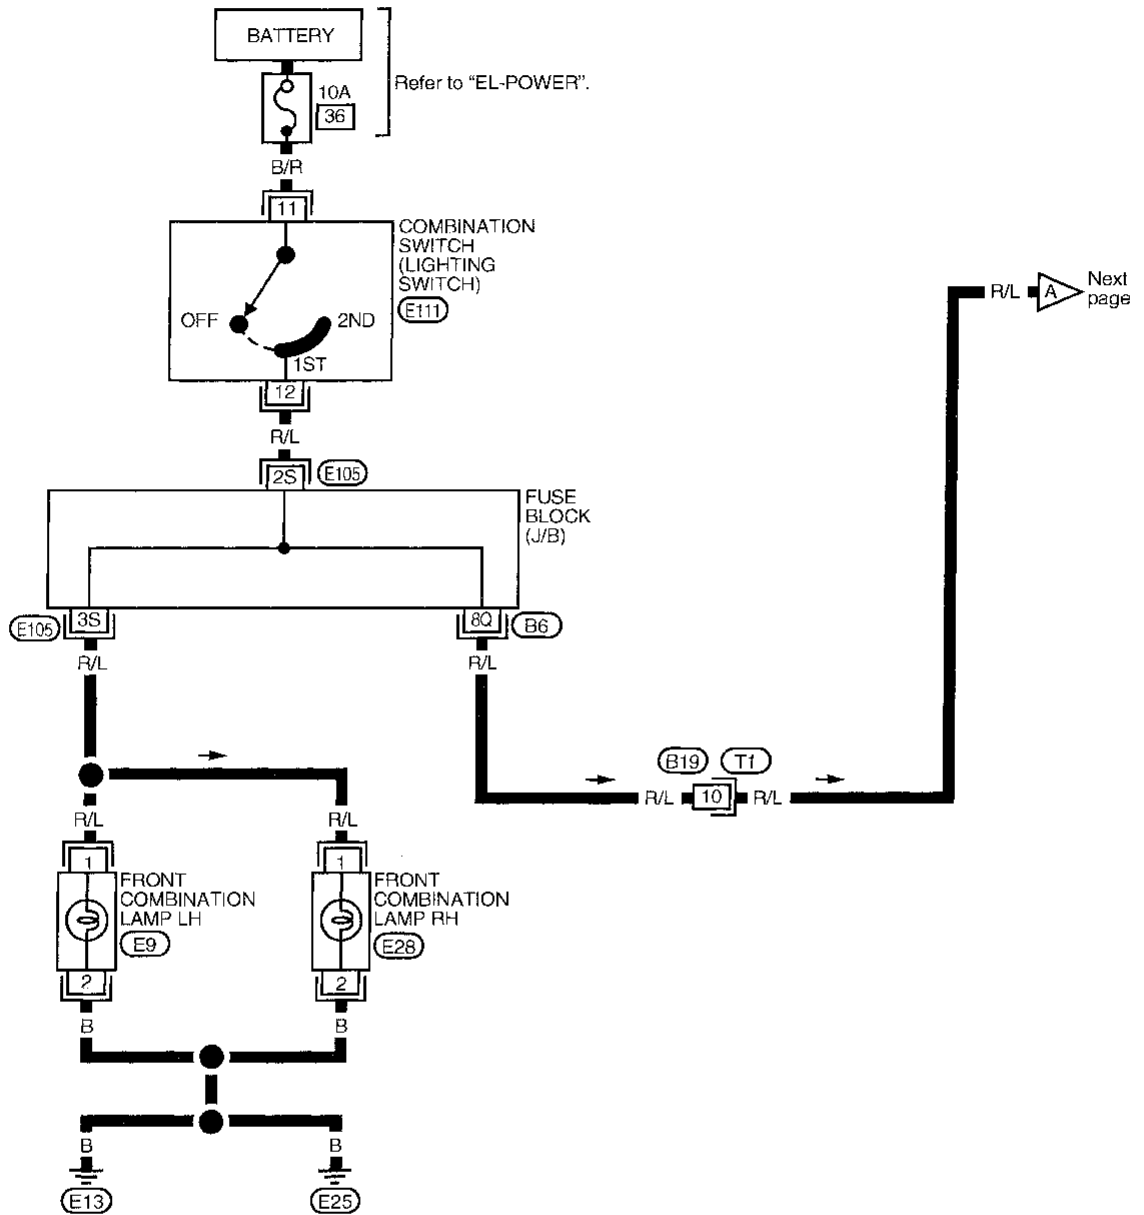 BATTERY
Refer to “EL-POWER”.
10A
36
B/R
11
COMBINATION
SWITCH
(LIGHTING
SWITCH)
E111
OFF
2ND
1ST
12
R/L
2S
E105
FUSE
BLOCK
(J/B)
R/L
A
Next
page
E105
3S
8Q
B6
R/L
R/L
B19
T1
R/L
10
R/L
R/L
R/L
1
1
FRONT
COMBINATION
LAMP LH
E9
FRONT
COMBINATION
LAMP RH
E28
2
2
B
B
B
B
E13
E25